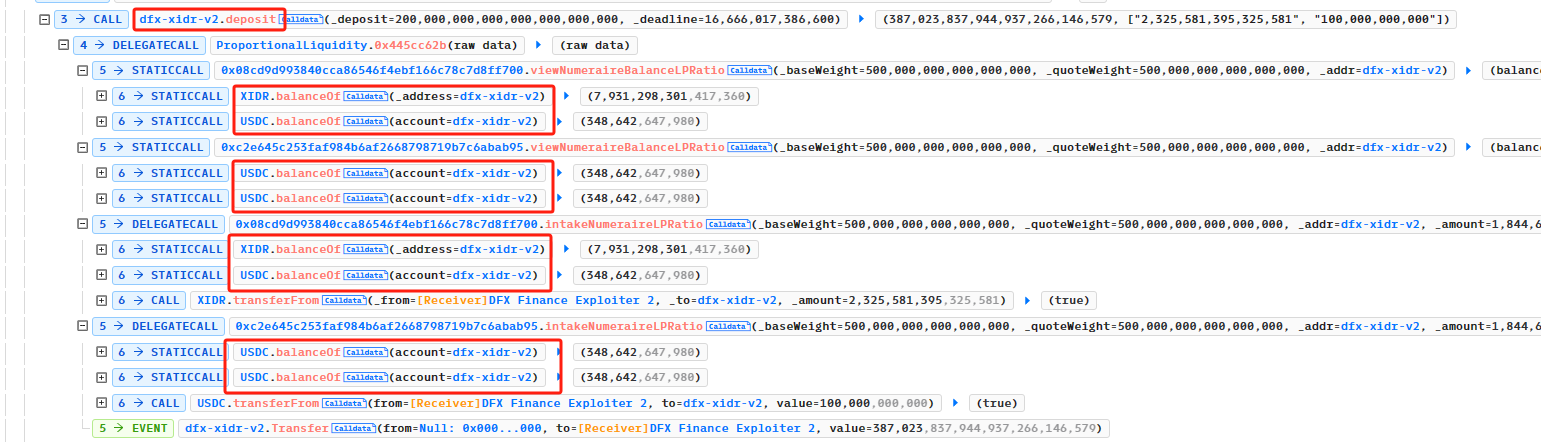 3 → CALL dfx-xidr-v2.deposit Calldata (_deposit=200,000,000,000,000,000,000,000, _deadline=16,666,017,386,600) (387,023,837,944,937,266,146,579, ["2,325,581,395,325,581", "100,000,000,000"])
4 → DELEGATECALL ProportionalLiquidity.0x445cc62b(raw data) (raw data)
5 → STATICCALL 0x08cd9d993840cca86546f4ebf166c78c7d8ff700.viewNumeraireBalanceLPRatio Calldata (_baseWeight=500,000,000,000,000,000, _quoteWeight=500,000,000,000,000,000, _addr=dfx-xidr-v2) (balanc
6 → STATICCALL XIDR.balanceOf Calldata (_address=dfx-xidr-v2) (7,931,298,301,417,360)
6 → STATICCALL USDC.balanceOf Calldata (account=dfx-xidr-v2) (348,642,647,980)
5 → STATICCALL 0xc2e645c253faf984b6af2668798719b7c6abab95.viewNumeraireBalanceLPRatio Calldata (_baseWeight=500,000,000,000,000,000, _quoteWeight=500,000,000,000,000,000, _addr=dfx-xidr-v2) (balanc
6 → STATICCALL USDC.balanceOf Calldata (account=dfx-xidr-v2) (348,642,647,980)
6 → STATICCALL USDC.balanceOf Calldata (account=dfx-xidr-v2) (348,642,647,980)
5 → DELEGATECALL 0x08cd9d993840cca86546f4ebf166c78c7d8ff700.intakeNumeraireLPRatio Calldata (_baseWeight=500,000,000,000,000,000, _quoteWeight=500,000,000,000,000,000, _addr=dfx-xidr-v2, _amount=1,844,6
6 → STATICCALL XIDR.balanceOf Calldata (_address=dfx-xidr-v2) (7,931,298,301,417,360)
6 → STATICCALL USDC.balanceOf Calldata (account=dfx-xidr-v2) (348,642,647,980)
6 → CALL XIDR.transferFrom Calldata (_from=[Receiver]DFX Finance Exploiter 2, _to=dfx-xidr-v2, _amount=2,325,581,395,325,581) (true)
5 → DELEGATECALL 0xc2e645c253faf984b6af2668798719b7c6abab95.intakeNumeraireLPRatio Calldata (_baseWeight=500,000,000,000,000,000, _quoteWeight=500,000,000,000,000,000, _addr=dfx-xidr-v2, _amount=1,844,6
6 → STATICCALL USDC.balanceOf Calldata (account=dfx-xidr-v2) (348,642,647,980)
6 → STATICCALL USDC.balanceOf Calldata (account=dfx-xidr-v2) (348,642,647,980)
6 → CALL USDC.transferFrom Calldata (from=[Receiver]DFX Finance Exploiter 2, to=dfx-xidr-v2, value=100,000,000,000) (true)
5 → EVENT dfx-xidr-v2.Transfer Calldata (from=Null: 0x000...000, to=[Receiver]DFX Finance Exploiter 2, value=387,023,837,944,937,266,146,579)